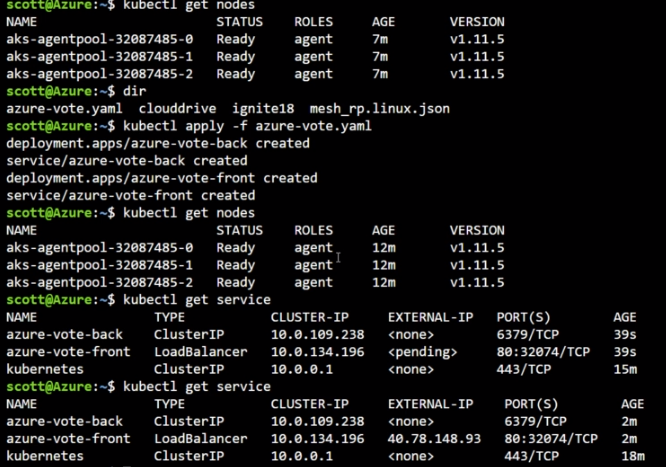 scott@Azure:~$ kubectl get nodes
NAME STATUS ROLES AGE VERSION
aks-agentpool-32087485-0 Ready agent 7m v1.11.5
aks-agentpool-32087485-1 Ready agent 7m v1.11.5
aks-agentpool-32087485-2 Ready agent 7m v1.11.5
scott@Azure:~$ dir
azure-vote.yaml clouddrive ignite18 mesh_rp.linux.json
scott@Azure:~$ kubectl apply -f azure-vote.yaml
deployment.apps/azure-vote-back created
service/azure-vote-back created
deployment.apps/azure-vote-front created
service/azure-vote-front created
scott@Azure:~$ kubectl get nodes
NAME STATUS ROLES AGE VERSION
aks-agentpool-32087485-0 Ready agent 12m v1.11.5
aks-agentpool-32087485-1 Ready agent 12m v1.11.5
aks-agentpool-32087485-2 Ready agent 12m v1.11.5
scott@Azure:~$ kubectl get service
NAME TYPE CLUSTER-IP EXTERNAL-IP PORT(S) AGE
azure-vote-back ClusterIP 10.0.109.238 <none> 6379/TCP 39s
azure-vote-front LoadBalancer 10.0.134.196 <pending> 80:32074/TCP 39s
kubernetes ClusterIP 10.0.0.1 <none> 443/TCP 15m
scott@Azure:~$ kubectl get service
NAME TYPE CLUSTER-IP EXTERNAL-IP PORT(S) AGE
azure-vote-back ClusterIP 10.0.109.238 <none> 6379/TCP 2m
azure-vote-front LoadBalancer 10.0.134.196 40.78.148.93 80:32074/TCP 2m
kubernetes ClusterIP 10.0.0.1 <none> 443/TCP 18m